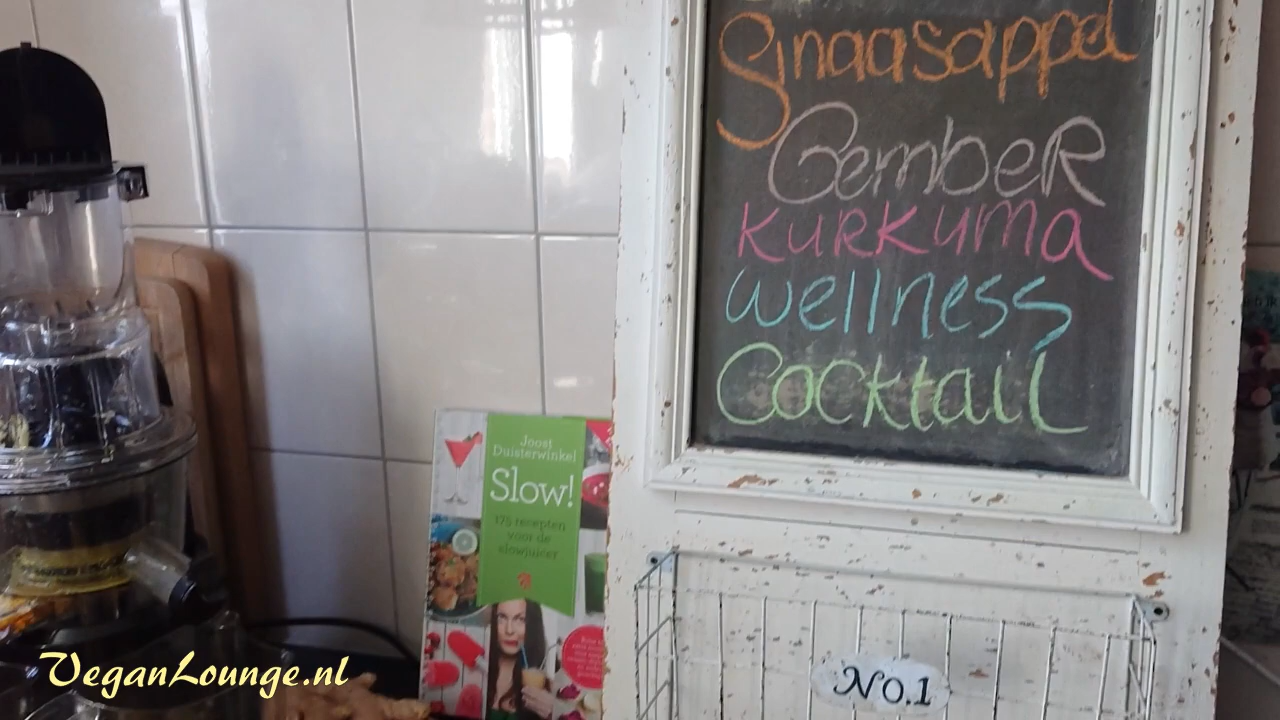 Sinaasappel
GembeR
KURKUMA
wellness
Cocktail
Joost
Duisterwinkel
Slow!
175 recepten
voor de
slowjuicer
No.1
VeganLounge.nl